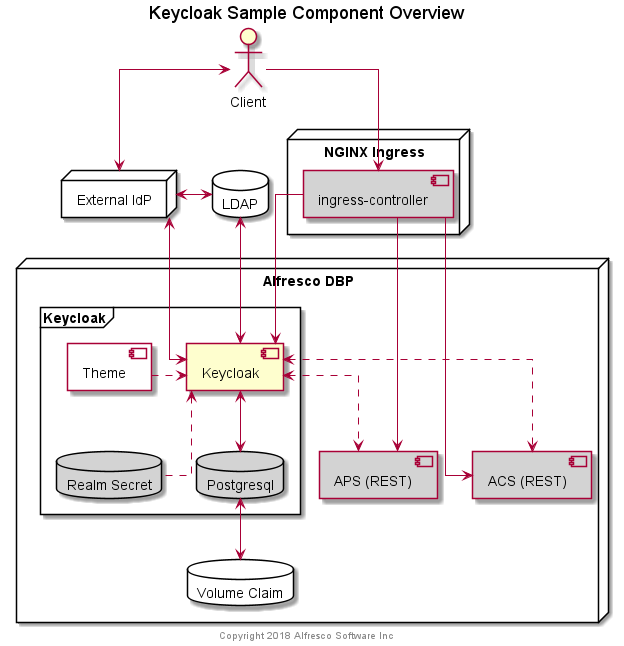 Keycloak Sample Component Overview
Client
NGINX Ingress
ingress-controller
External IdP
LDAP
Alfresco DBP
Keycloak
Theme
Keycloak
Realm Secret
Postgresql
APS (REST)
ACS (REST)
Volume Claim
Copyright 2018 Alfresco Software Inc